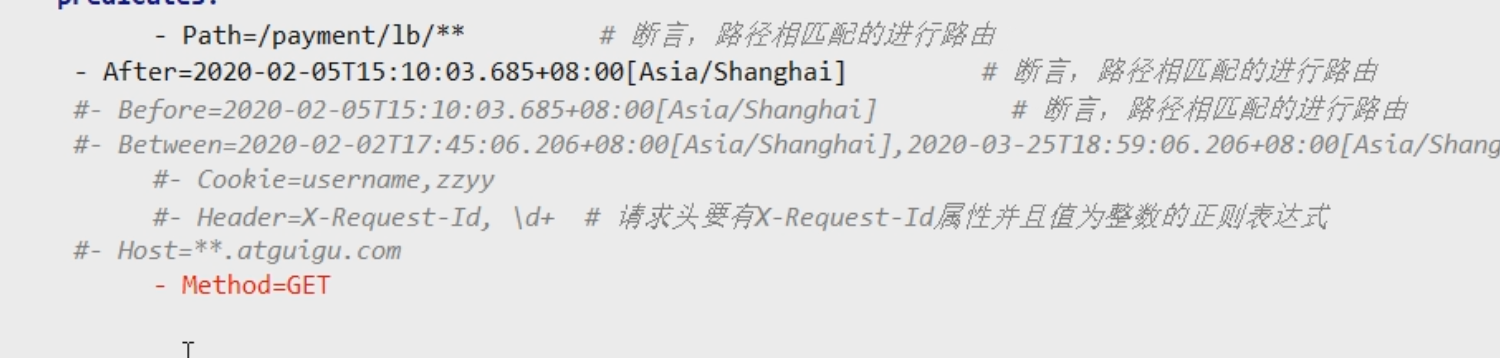 predicates:
- Path=/payment/lb/** # 断言，路径相匹配的进行路由
- After=2020-02-05T15:10:03.685+08:00[Asia/Shanghai] # 断言，路径相匹配的进行路由
#- Before=2020-02-05T15:10:03.685+08:00[Asia/Shanghai] # 断言，路径相匹配的进行路由
#- Between=2020-02-02T17:45:06.206+08:00[Asia/Shanghai],2020-03-25T18:59:06.206+08:00[Asia/Shang
#- Cookie=username,zzyy
#- Header=X-Request-Id, \d+ # 请求头要有X-Request-Id属性并且值为整数的正则表达式
#- Host=**.atguigu.com
- Method=GET